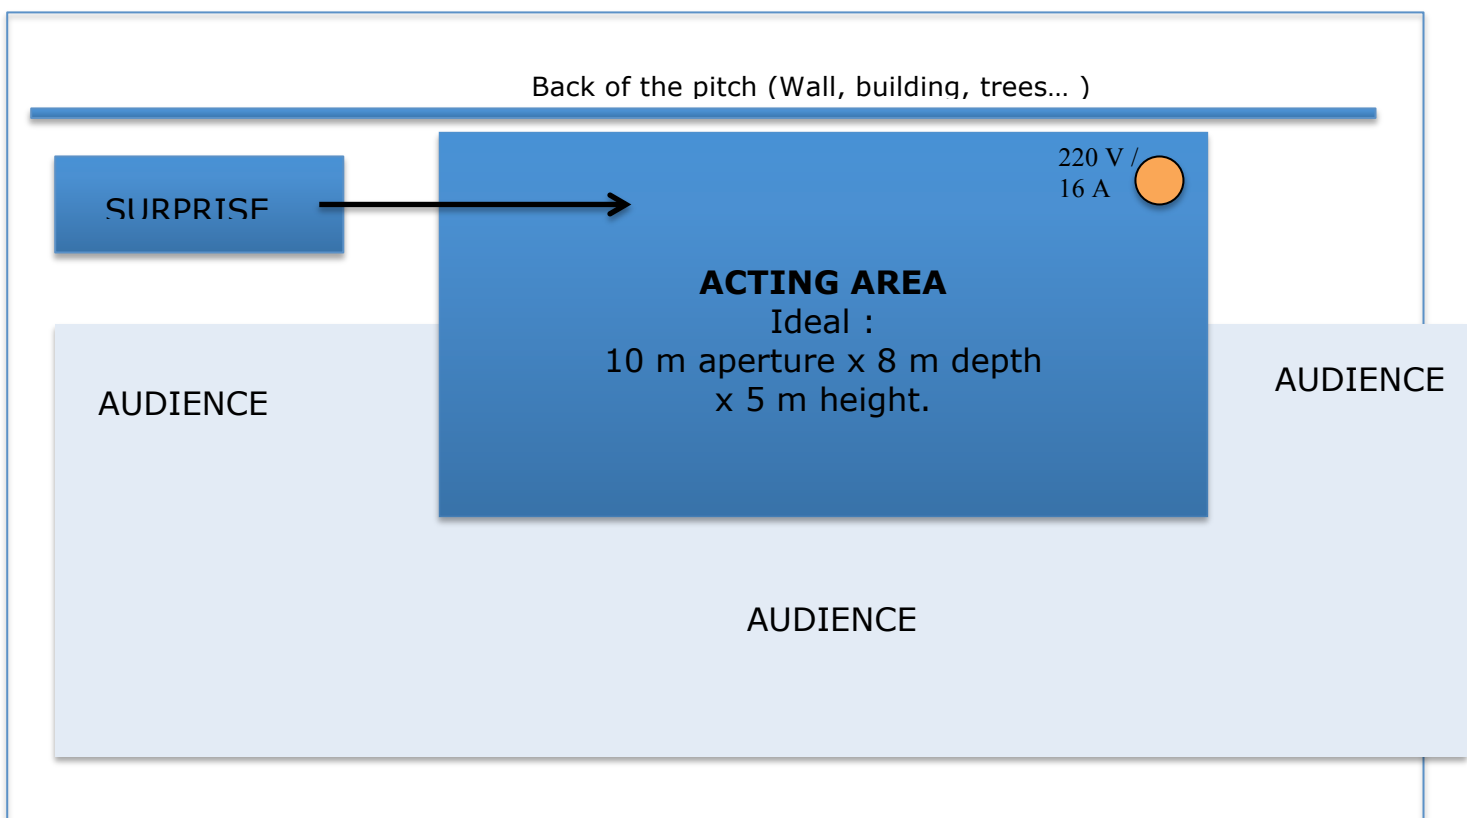 Back of the pitch (Wall, building, trees… )
220 V /
16 A
SURPRISE
ACTING AREA
Ideal :
10 m aperture x 8 m depth
x 5 m height.
AUDIENCE
AUDIENCE
AUDIENCE